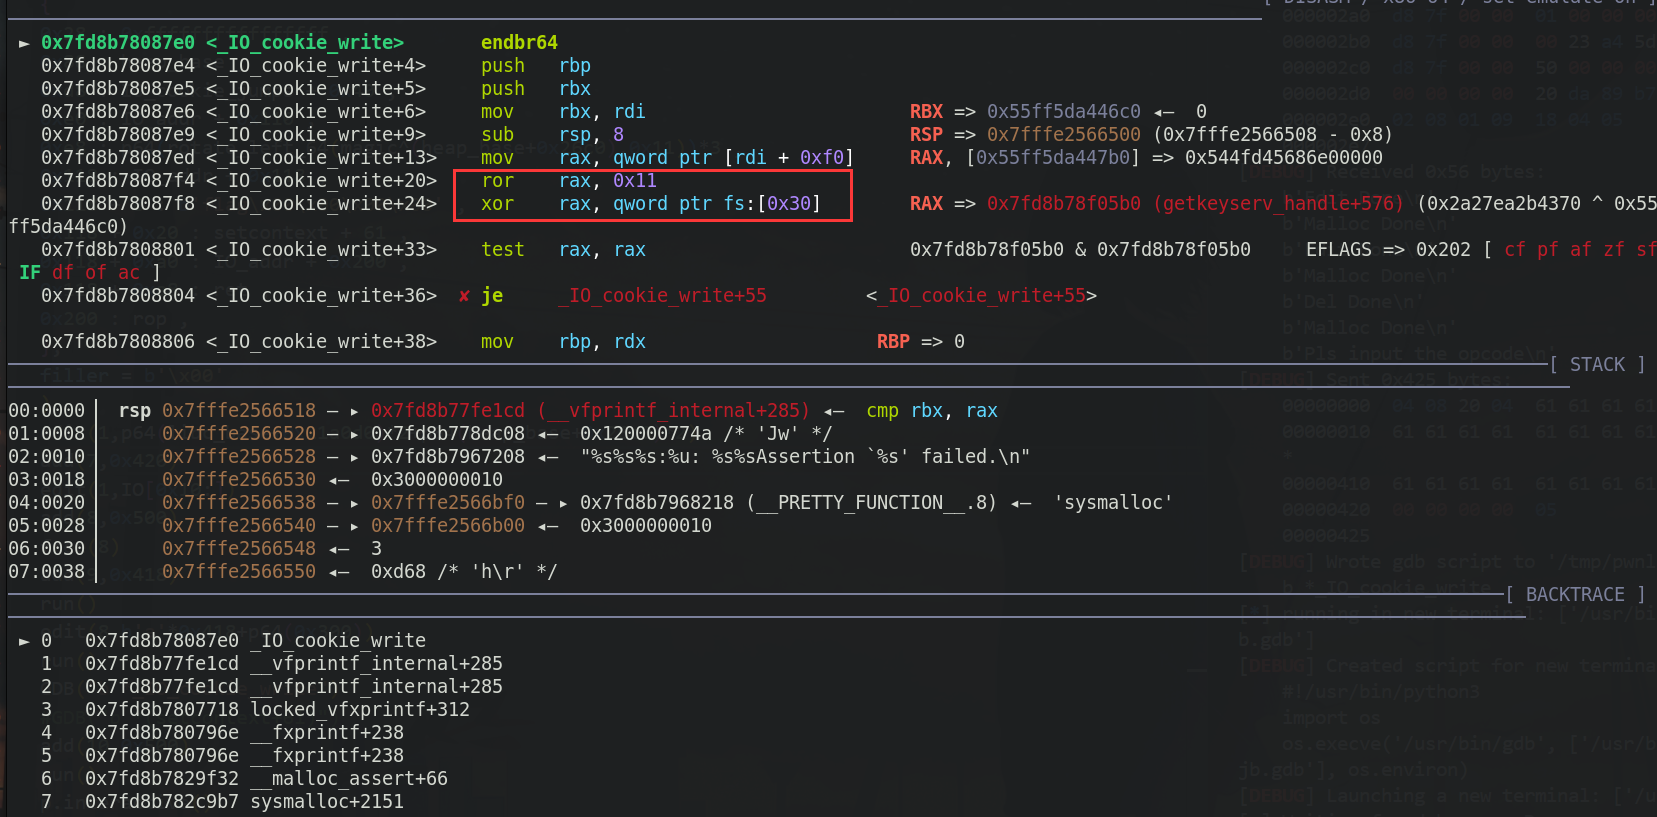 [ DISASM / x86-64 / set emulate on ]
► 0x7fd8b78087e0 <_IO_cookie_write> endbr64
0x7fd8b78087e4 <_IO_cookie_write+4> push rbp
0x7fd8b78087e5 <_IO_cookie_write+5> push rbx
0x7fd8b78087e6 <_IO_cookie_write+6> mov rbx, rdi RBX => 0x55ff5da446c0 ◂— 0
0x7fd8b78087e9 <_IO_cookie_write+9> sub rsp, 8 RSP => 0x7fffe2566500 (0x7fffe2566508 - 0x8)
0x7fd8b78087ed <_IO_cookie_write+13> mov rax, qword ptr [rdi + 0xf0] RAX, [0x55ff5da447b0] => 0x544fd45686e00000
0x7fd8b78087f4 <_IO_cookie_write+20> ror rax, 0x11
0x7fd8b78087f8 <_IO_cookie_write+24> xor rax, qword ptr fs:[0x30] RAX => 0x7fd8b78f05b0 (getkeyserv_handle+576) (0x2a27ea2b4370 ^ 0x55
ff5da446c0)
0x7fd8b7808801 <_IO_cookie_write+33> test rax, rax 0x7fd8b78f05b0 & 0x7fd8b78f05b0 EFLAGS => 0x202 [ cf pf af zf sf
IF df of ac ]
0x7fd8b7808804 <_IO_cookie_write+36> ✘ je _IO_cookie_write+55 <_IO_cookie_write+55>
0x7fd8b7808806 <_IO_cookie_write+38> mov rbp, rdx RBP => 0
[ STACK ]
00:0000│ rsp 0x7fffe2566518 —▸ 0x7fd8b77fe1cd (__vfprintf_internal+285) ◂— cmp rbx, rax
01:0008│ 0x7fffe2566520 —▸ 0x7fd8b778dc08 ◂— 0x120000774a /* 'Jw' */
02:0010│ 0x7fffe2566528 —▸ 0x7fd8b7967208 ◂— "%s%s%s:%u: %s%sAssertion `%s' failed.\n"
03:0018│ 0x7fffe2566530 ◂— 0x3000000010
04:0020│ 0x7fffe2566538 —▸ 0x7fffe2566bf0 —▸ 0x7fd8b7968218 (__PRETTY_FUNCTION__.8) ◂— 'sysmalloc'
05:0028│ 0x7fffe2566540 —▸ 0x7fffe2566b00 ◂— 0x3000000010
06:0030│ 0x7fffe2566548 ◂— 3
07:0038│ 0x7fffe2566550 ◂— 0xd68 /* 'h\r' */
[ BACKTRACE ]
► 0 0x7fd8b78087e0 _IO_cookie_write
1 0x7fd8b77fe1cd __vfprintf_internal+285
2 0x7fd8b77fe1cd __vfprintf_internal+285
3 0x7fd8b7807718 locked_vfxprintf+312
4 0x7fd8b780796e __fxprintf+238
5 0x7fd8b780796e __fxprintf+238
6 0x7fd8b7829f32 __malloc_assert+66
7 0x7fd8b782c9b7 sysmalloc+2151